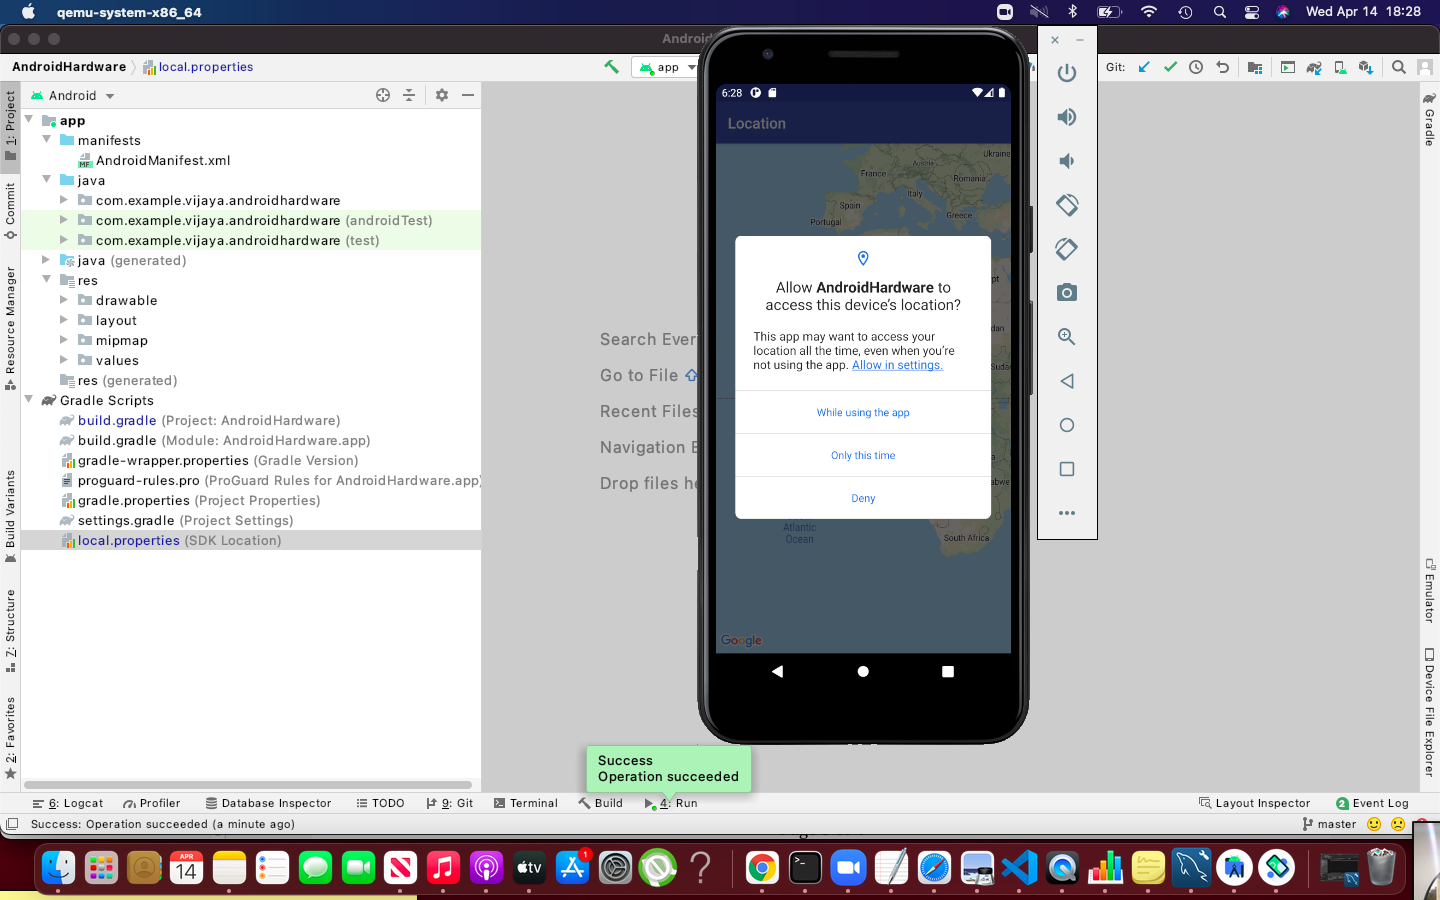 qemu-system-x86_64
Wed Apr 14 18:28
Android
AndroidHardware
local.properties
app
Git:
Android
app
manifests
AndroidManifest.xml
java
com.example.vijaya.androidhardware
com.example.vijaya.androidhardware (androidTest)
com.example.vijaya.androidhardware (test)
java (generated)
res
drawable
layout
mipmap
values
res (generated)
Gradle Scripts
build.gradle (Project: AndroidHardware)
build.gradle (Module: AndroidHardware.app)
gradle-wrapper.properties (Gradle Version)
proguard-rules.pro (ProGuard Rules for AndroidHardware.app)
gradle.properties (Project Properties)
settings.gradle (Project Settings)
local.properties (SDK Location)
1: Project
Commit
Resource Manager
Build Variants
7: Structure
2: Favorites
Search Ever
Go to File
Recent Files
Navigation B
Drop files he
6:28
Location
Ukraine
Austria
France
Romania
Italy
Spain
Portugal
Greece
Allow AndroidHardware to
access this device's location?
This app may want to access your
location all the time, even when you're
not using the app. Allow in settings.
While using the app
Only this time
Deny
Atlantic
Ocean
South Africa
Google
Gradle
Emulator
Device File Explorer
Success
Operation succeeded
6: Logcat
Profiler
Database Inspector
TODO
9: Git
Terminal
Build
4: Run
Layout Inspector
2 Event Log
Success: Operation succeeded (a minute ago)
master
APR
14
tv
1